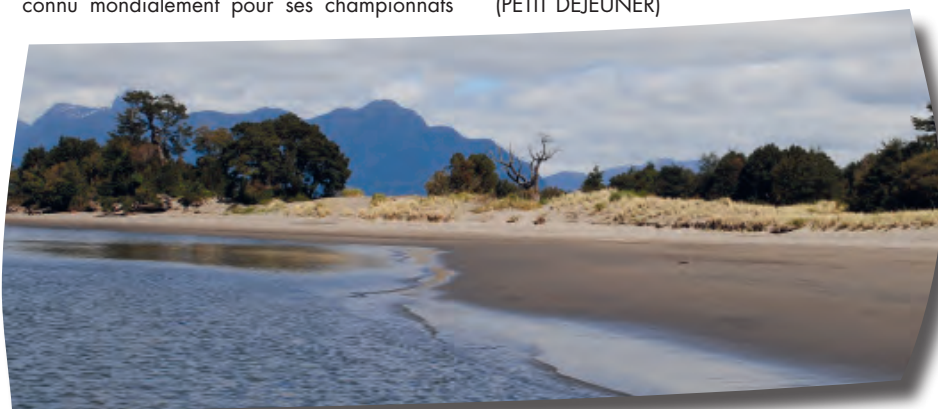 connu mondialement pour ses championnats
(PETIT DÉJEUNER)